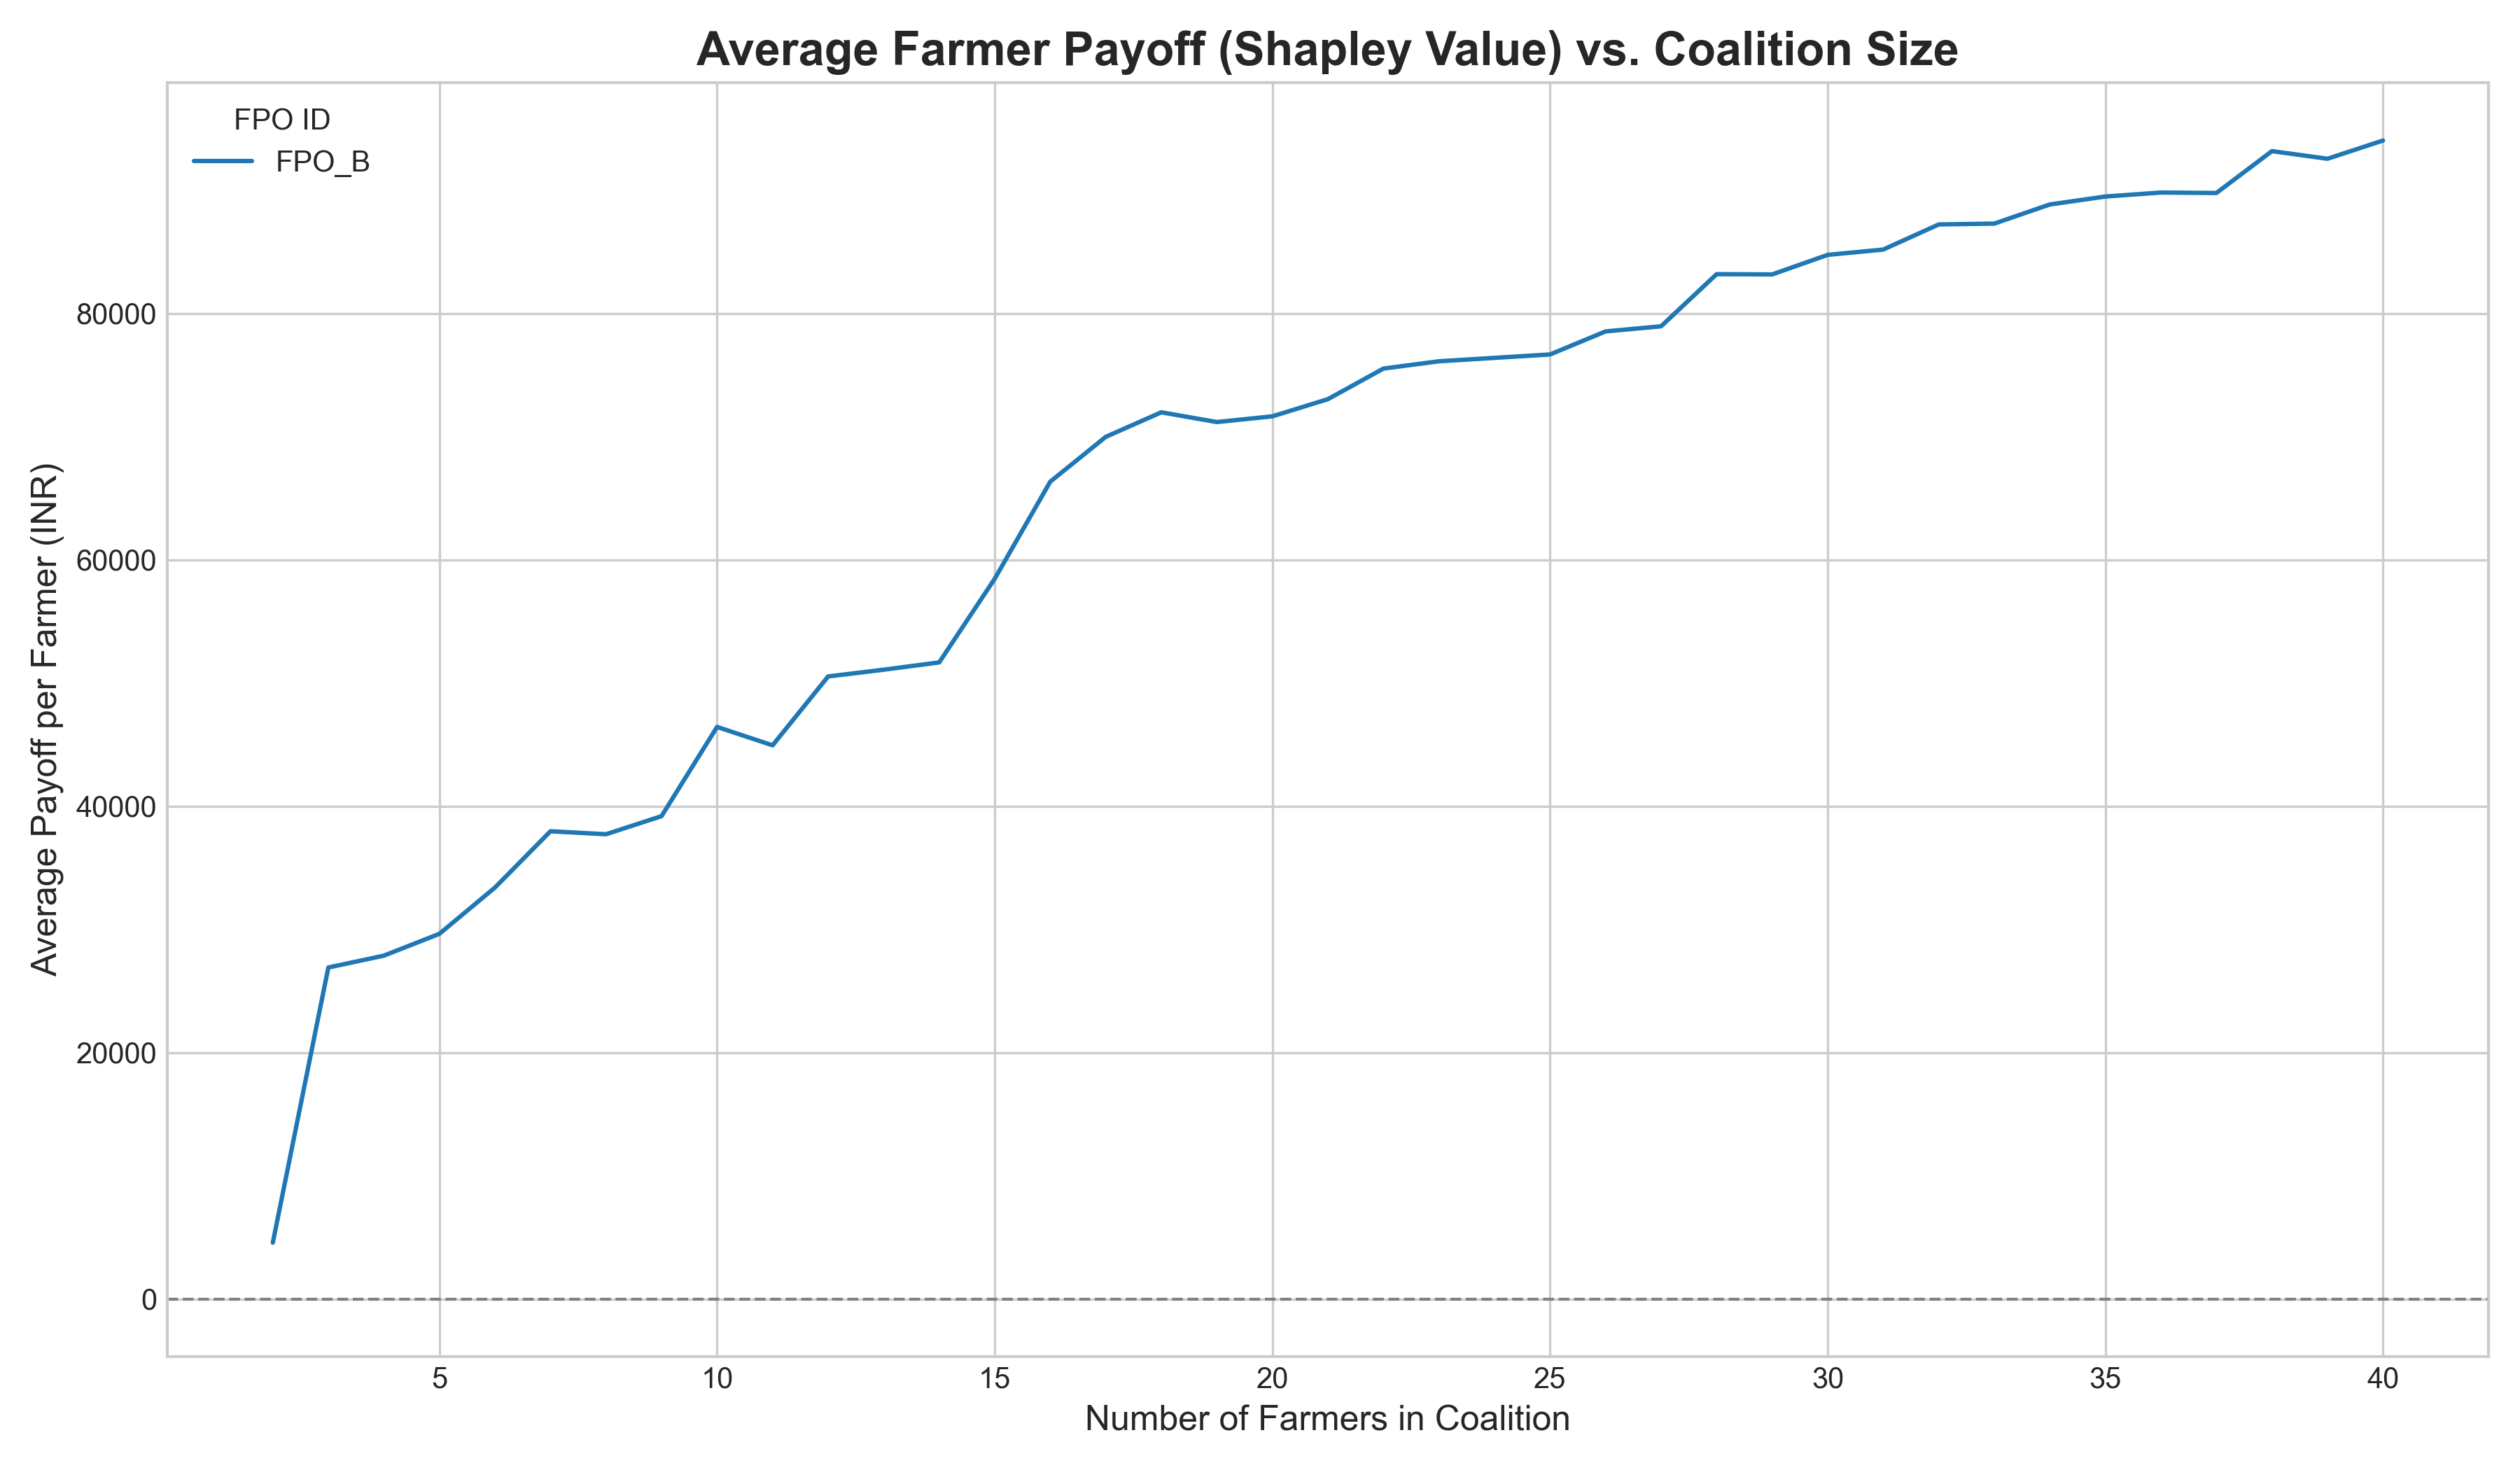 Average Farmer Payoff (Shapley Value) vs. Coalition Size
FPO ID
FPO_B
Average Payoff per Farmer (INR)
80000
60000
40000
20000
0
5 10 15 20 25 30 35 40
Number of Farmers in Coalition